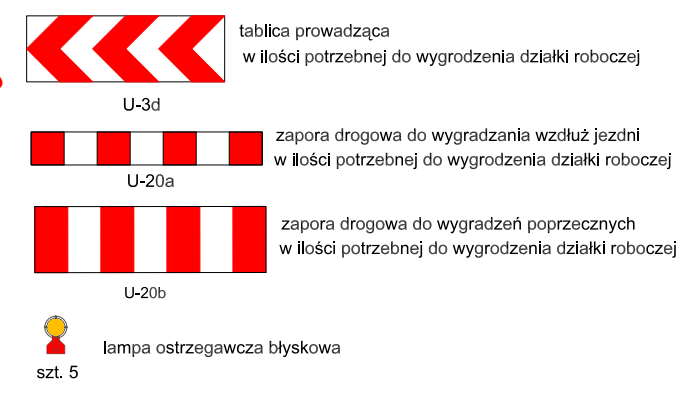 tablica prowadząca
w ilości potrzebnej do wygrodzenia działki roboczej
U-3d
zapora drogowa do wygradzania wzdłuż jezdni
w ilości potrzebnej do wygrodzenia działki roboczej
U-20a
zapora drogowa do wygradzeń poprzecznych
w ilości potrzebnej do wygrodzenia działki roboczej
U-20b
lampa ostrzegawcza błyskowa
szt. 5